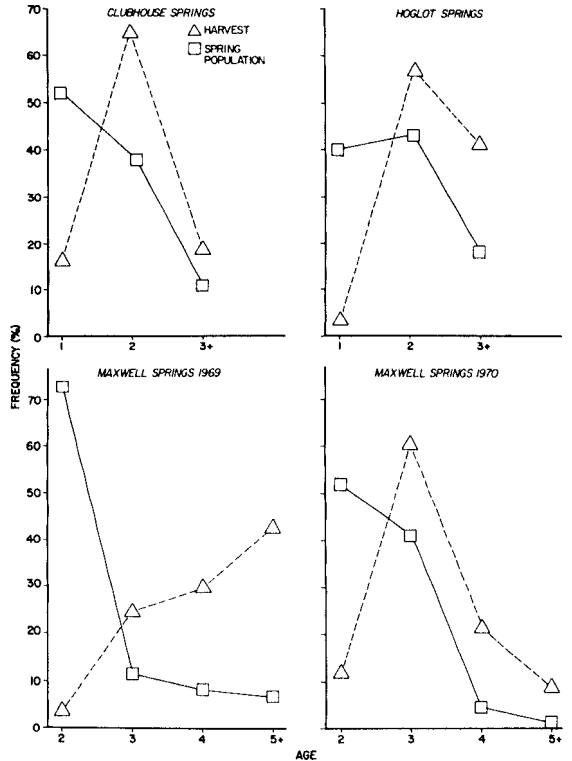 CLUBHOUSE SPRINGS
HOGLOT SPRINGS
70
60
50
40
30
20
10
0
HARVEST
SPRING
POPULATION
1 2 3+
1 2 3+
FREQUENCY (%)
MAXWELL SPRINGS 1969
MAXWELL SPRINGS 1970
70
60
50
40
30
20
10
0
2 3 4 5+
2 3 4 5+
AGE